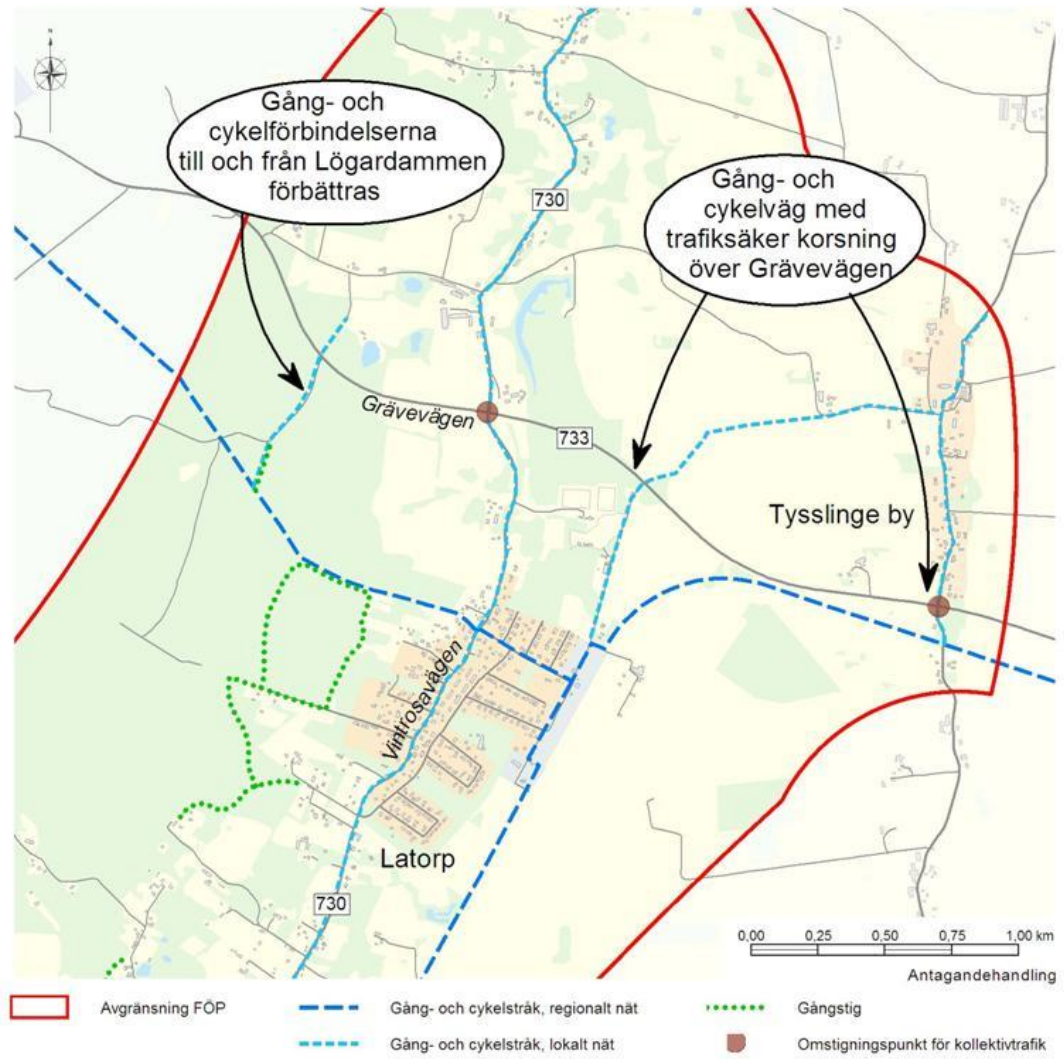 N
Gång- och
cykelförbindelserna
till och från Lögardammen
förbättras
730
Gång- och
cykelväg med
trafiksäker korsning
över Grävevägen
Grävevägen
733
Tysslinge by
Vintrosavägen
Latorp
730
0,00 0,25 0,50 0,75 1,00 km
Antagandehandling
Avgränsning FÖP
Gång- och cykelstråk, regionalt nät
Gångstig
Gång- och cykelstråk, lokalt nät
Omstigningspunkt för kollektivtrafik